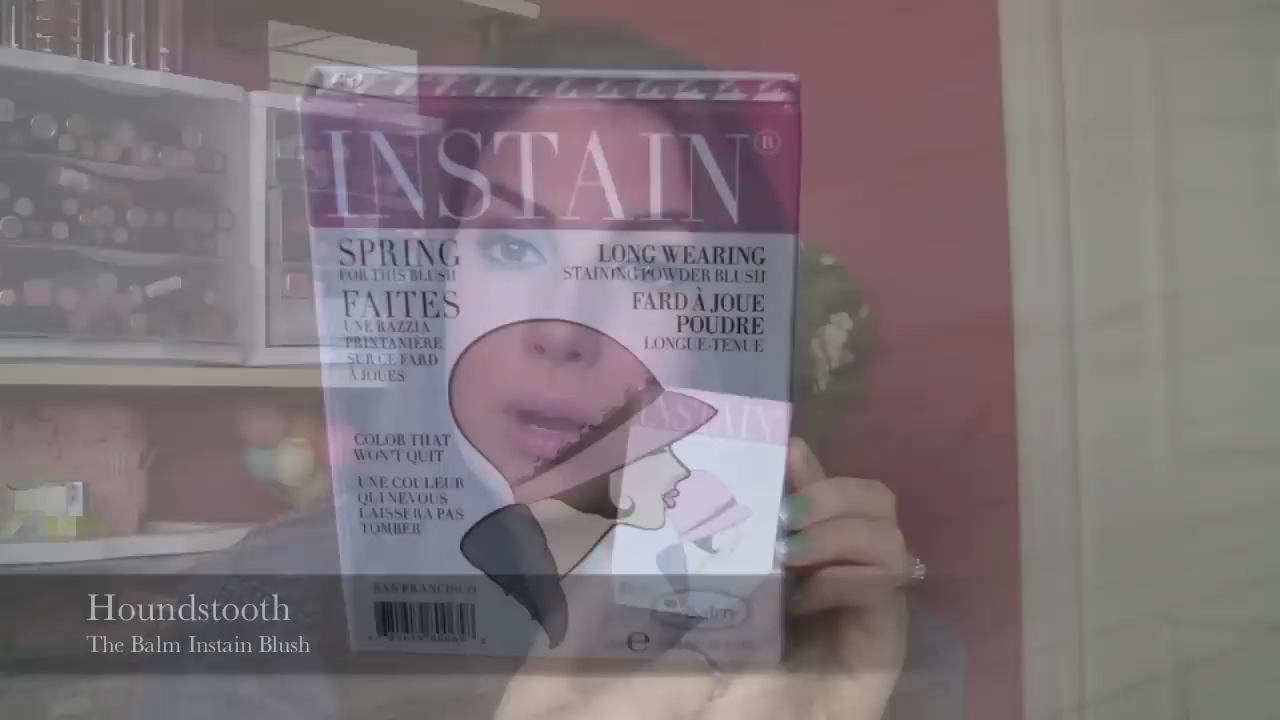 INSTAIN®
SPRING
FOR THIS BLUSH
FAITES
UNE RAZZIA
PRINTANIÈRE
SUR CE FARD
À JOUES
LONG WEARING
STAINING POWDER BLUSH
FARD À JOUE
POUDRE
LONGUE-TENUE
INSTAIN
COLOR THAT
WON'T QUIT
UNE COULEUR
QUI NE VOUS
LAISSERA PAS
TOMBER
SAN FRANCISCO
Houndstooth
The Balm Instain Blush